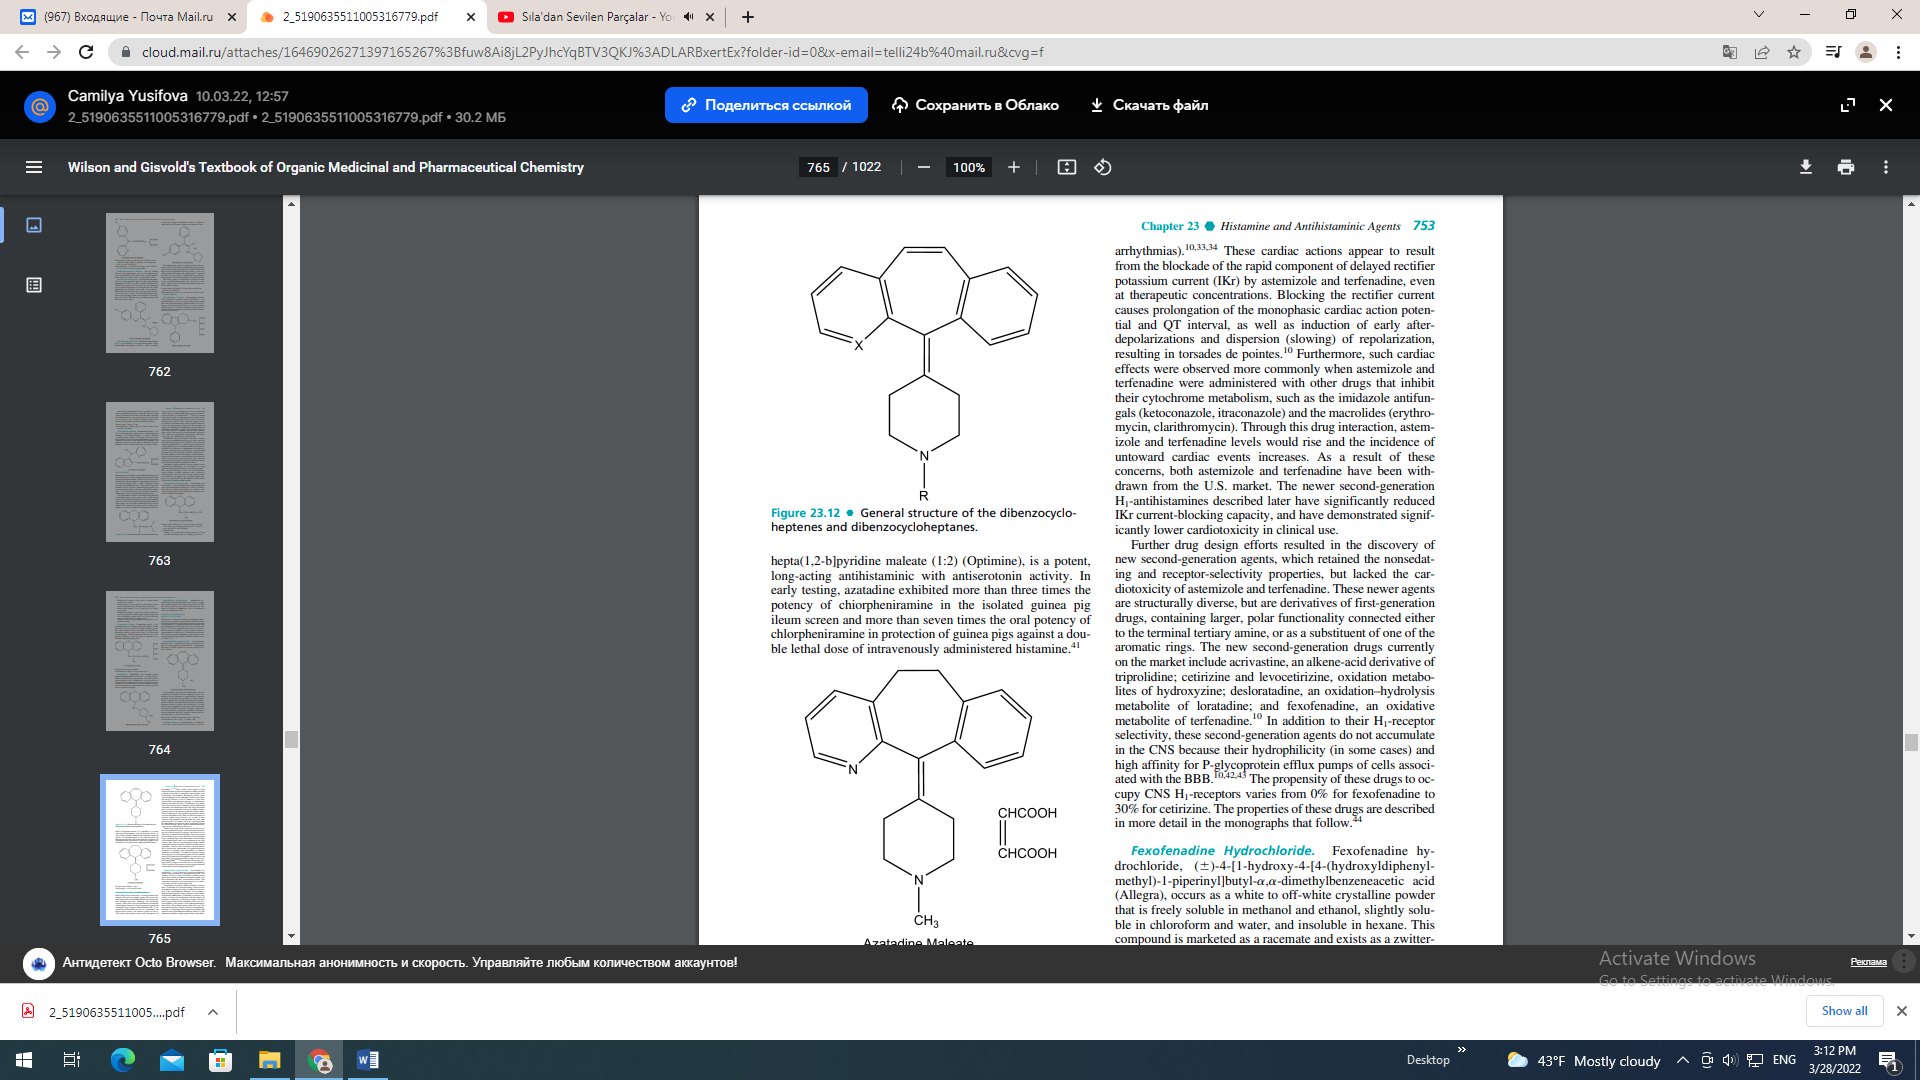 (967) Входящие - Почта Mail.ru
2_5190635511005316779.pdf
Sıla'dan Sevilen Parçalar - Yo
cloud.mail.ru/attaches/16469026271397165267%3Bfuw8Ai8jL2PyJhcYqBTV3QKJ%3ADLARBxertEx?folder-id=0&x-email=telli24b%40mail.ru&cvg=f
Camilya Yusifova 10.03.22, 12:57
2_5190635511005316779.pdf • 2_5190635511005316779.pdf • 30.2 МБ
Поделиться ссылкой
Сохранить в Облако
Скачать файл
Wilson and Gisvold's Textbook of Organic Medicinal and Pharmaceutical Chemistry
765 / 1022
100%
762
763
764
765
Chapter 23 Histamine and Antihistaminic Agents 753
X
N
R
Figure 23.12 • General structure of the dibenzocyclo-
heptenes and dibenzocycloheptanes.
hepta(1,2-b]pyridine maleate (1:2) (Optimine), is a potent,
long-acting antihistaminic with antiserotonin activity. In
early testing, azatadine exhibited more than three times the
potency of chiorpheniramine in the isolated guinea pig
ileum screen and more than seven times the oral potency of
chlorpheniramine in protection of guinea pigs against a dou-
ble lethal dose of intravenously administered histamine.41
N
N
CH3
CHCOOH
CHCOOH
Azatadine Maleate
arrhythmias).10,33,34 These cardiac actions appear to result
from the blockade of the rapid component of delayed rectifier
potassium current (IKr) by astemizole and terfenadine, even
at therapeutic concentrations. Blocking the rectifier current
causes prolongation of the monophasic cardiac action poten-
tial and QT interval, as well as induction of early after-
depolarizations and dispersion (slowing) of repolarization,
resulting in torsades de pointes.10 Furthermore, such cardiac
effects were observed more commonly when astemizole and
terfenadine were administered with other drugs that inhibit
their cytochrome metabolism, such as the imidazole antifun-
gals (ketoconazole, itraconazole) and the macrolides (erythro-
mycin, clarithromycin). Through this drug interaction, astem-
izole and terfenadine levels would rise and the incidence of
untoward cardiac events increases. As a result of these
concerns, both astemizole and terfenadine have been with-
drawn from the U.S. market. The newer second-generation
H1-antihistamines described later have significantly reduced
IKr current-blocking capacity, and have demonstrated signif-
icantly lower cardiotoxicity in clinical use.
Further drug design efforts resulted in the discovery of
new second-generation agents, which retained the nonsedat-
ing and receptor-selectivity properties, but lacked the car-
diotoxicity of astemizole and terfenadine. These newer agents
are structurally diverse, but are derivatives of first-generation
drugs, containing larger, polar functionality connected either
to the terminal tertiary amine, or as a substituent of one of the
aromatic rings. The new second-generation drugs currently
on the market include acrivastine, an alkene-acid derivative of
triprolidine; cetirizine and levocetirizine, oxidation metabo-
lites of hydroxyzine; desloratadine, an oxidation–hydrolysis
metabolite of loratadine; and fexofenadine, an oxidative
metabolite of terfenadine.10 In addition to their H1-receptor
selectivity, these second-generation agents do not accumulate
in the CNS because their hydrophilicity (in some cases) and
high affinity for P-glycoprotein efflux pumps of cells associ-
ated with the BBB.10,42,43 The propensity of these drugs to oc-
cupy CNS H1-receptors varies from 0% for fexofenadine to
30% for cetirizine. The properties of these drugs are described
in more detail in the monographs that follow.44
Fexofenadine Hydrochloride. Fexofenadine hy-
drochloride, (±)-4-[1-hydroxy-4-[4-(hydroxyldiphenyl-
methyl)-1-piperinyl]butyl-α,α-dimethylbenzeneacetic acid
(Allegra), occurs as a white to off-white crystalline powder
that is freely soluble in methanol and ethanol, slightly solu-
ble in chloroform and water, and insoluble in hexane. This
compound is marketed as a racemate and exists as a zwitter-
Антидетект Octo Browser. Максимальная анонимность и скорость. Управляйте любым количеством аккаунтов!
Реклама
Activate Windows
Go to Settings to activate Windows.
2_5190635511005....pdf
Show all
Desktop
43°F Mostly cloudy
ENG
3:12 PM
3/28/2022
1